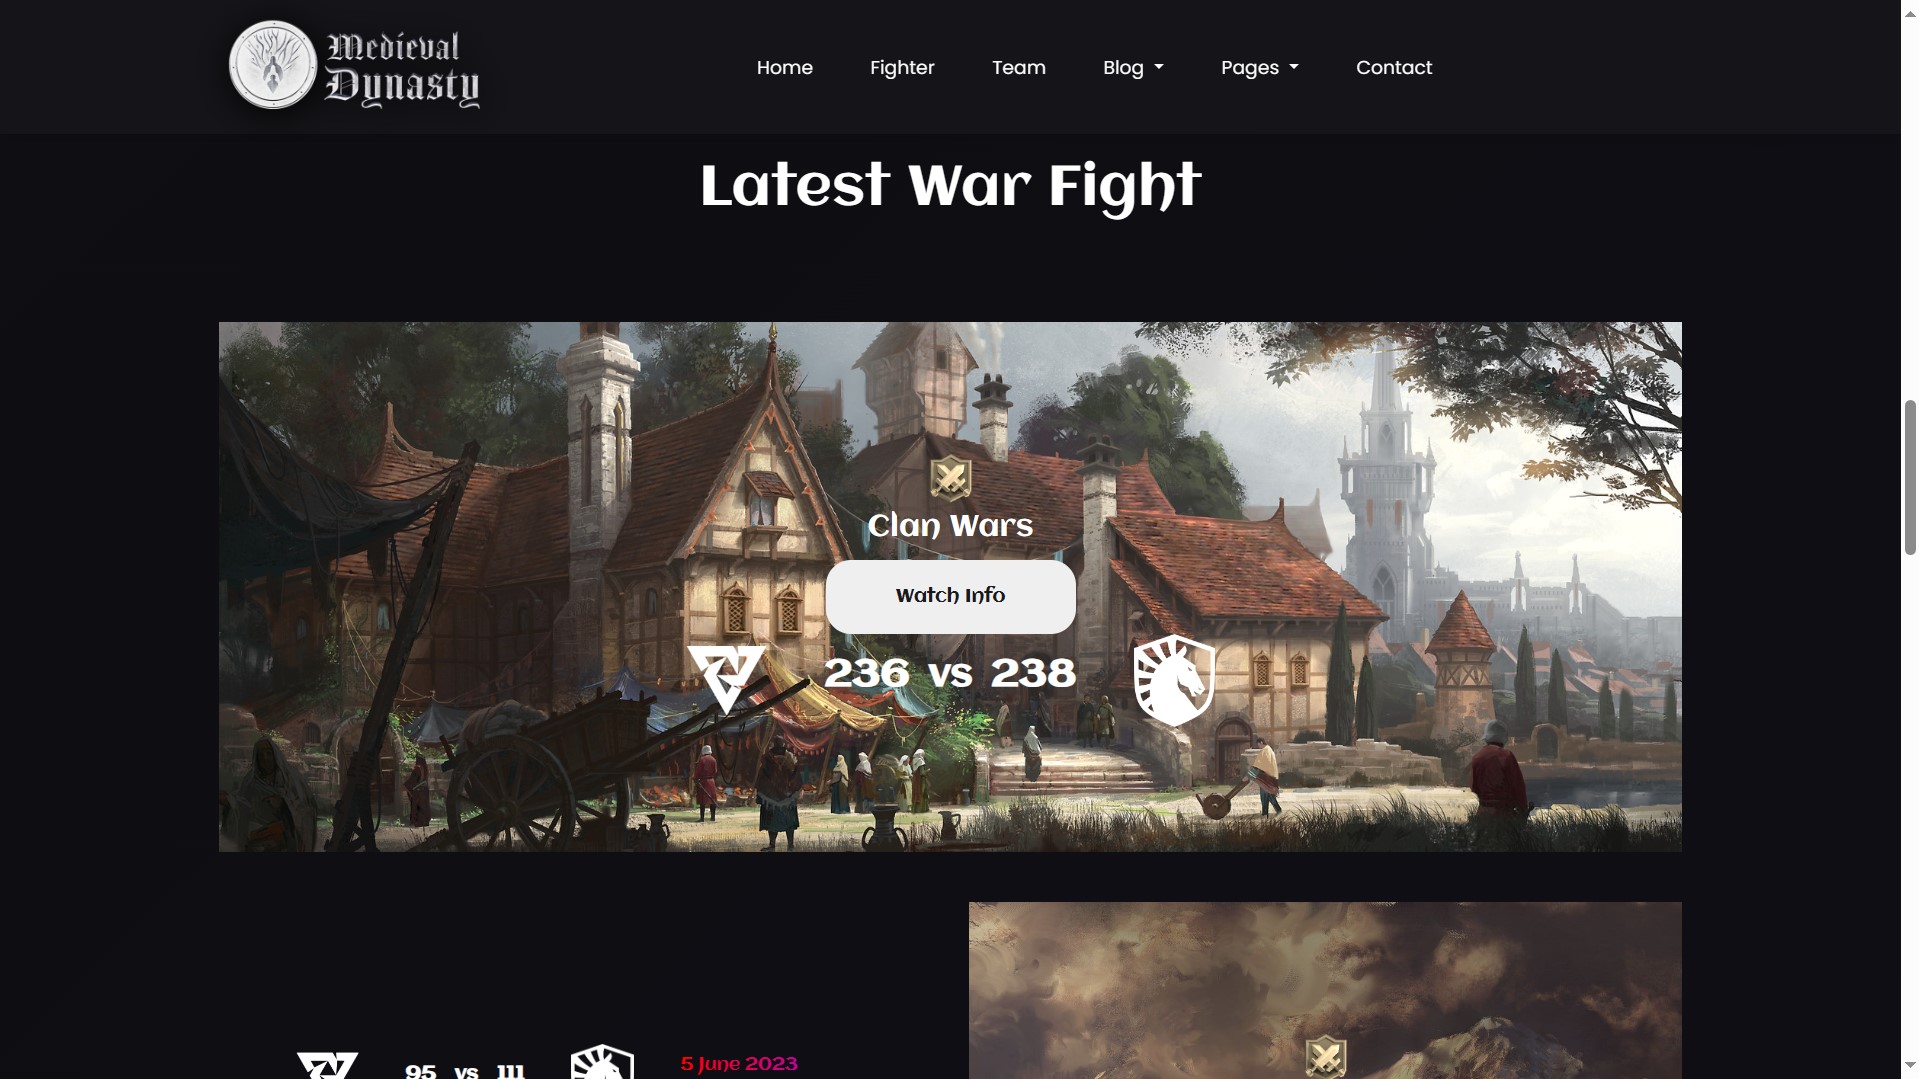 Medieval
Dynasty
Home Fighter Team Blog Pages Contact
Latest War Fight
Clan Wars
Watch Info
236 vs 238
95 vs 111
5 June 2023